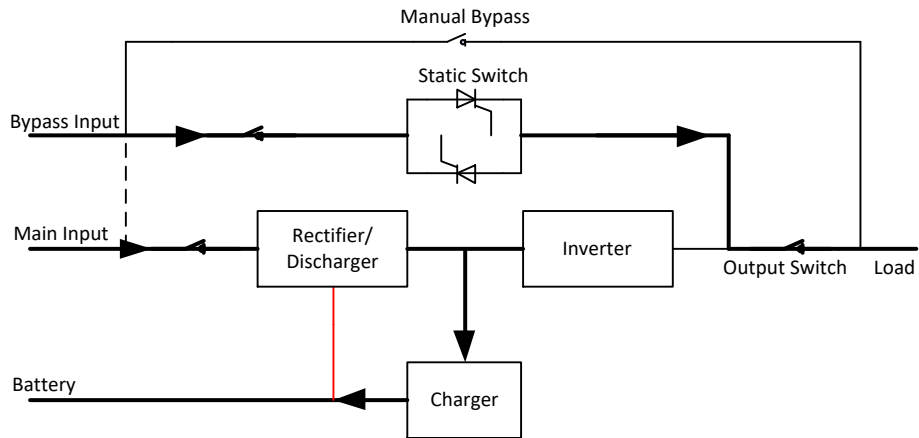 Manual Bypass
Static Switch
Bypass Input
Main Input
Rectifier/
Discharger
Inverter
Output Switch
Load
Battery
Charger